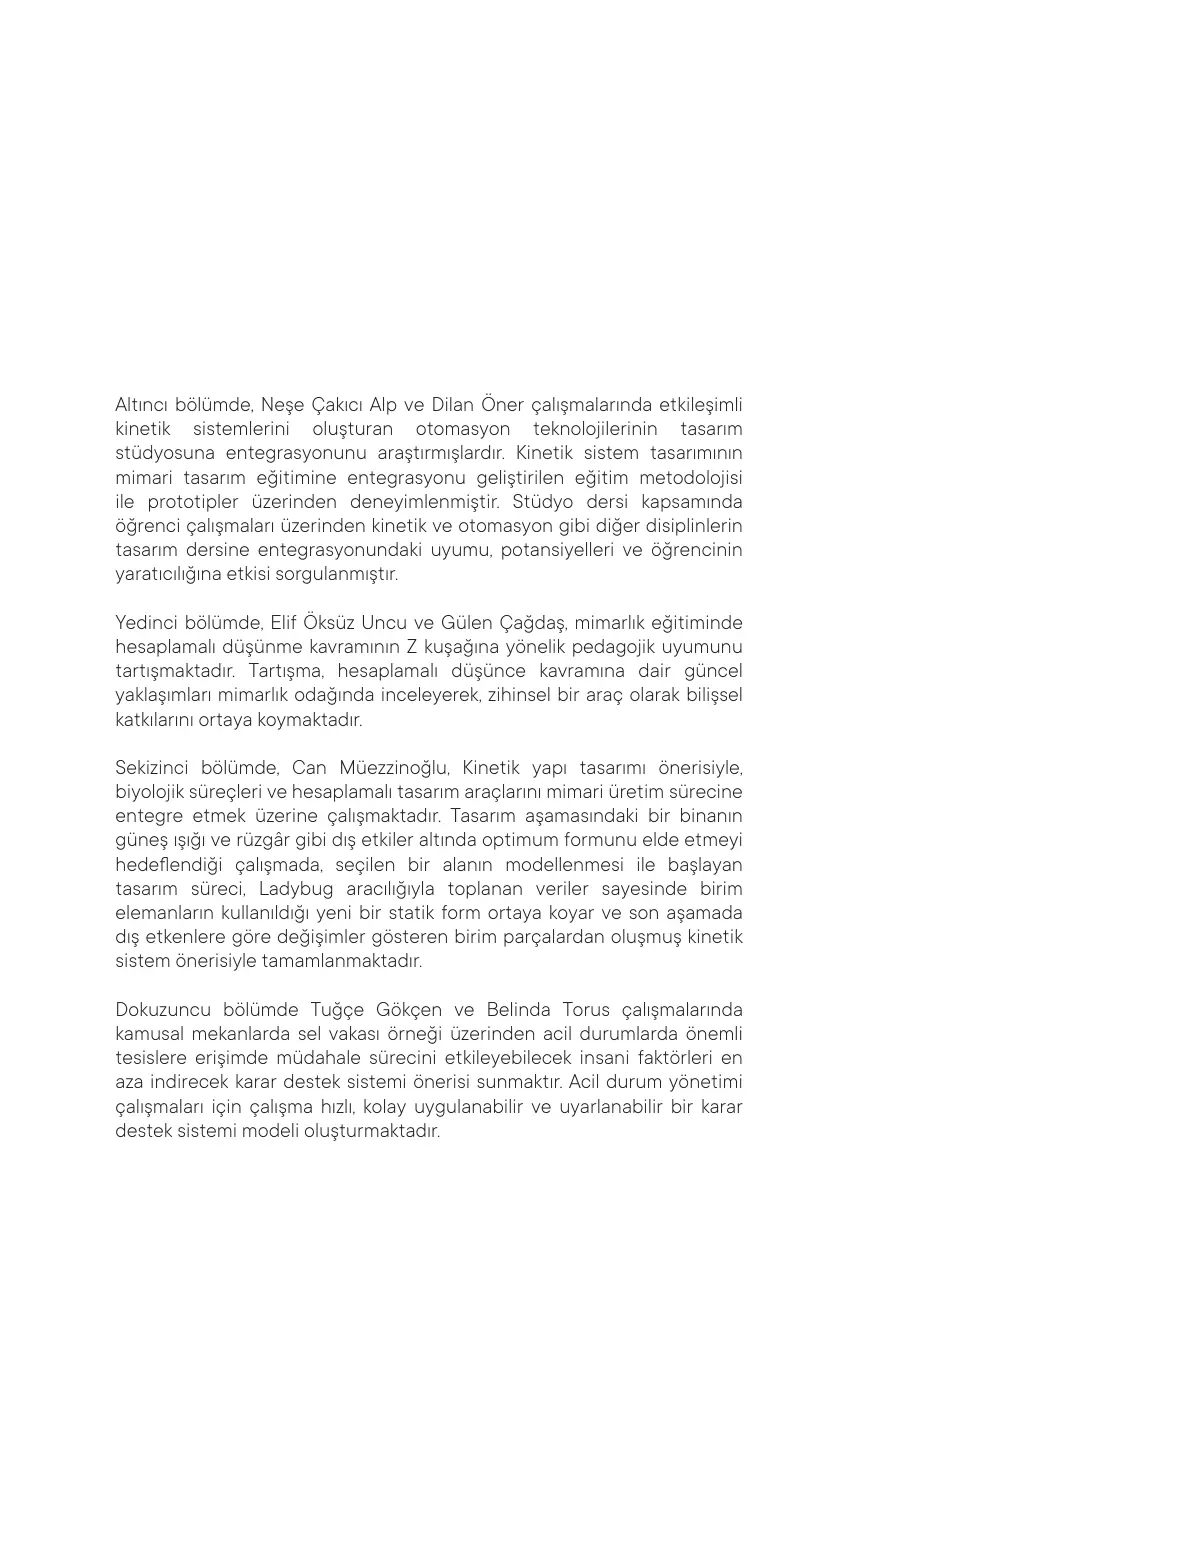 Altıncı bölümde, Neşe Çakıcı Alp ve Dilan Öner çalışmalarında etkileşimli
kinetik sistemlerini oluşturan otomasyon teknolojilerinin tasarım
stüdyosuna entegrasyonunu araştırmışlardır. Kinetik sistem tasarımının
mimari tasarım eğitimine entegrasyonu geliştirilen eğitim metodolojisi
ile prototipler üzerinden deneyimlenmiştir. Stüdyo dersi kapsamında
öğrenci çalışmaları üzerinden kinetik ve otomasyon gibi diğer disiplinlerin
tasarım dersine entegrasyonundaki uyumu, potansiyelleri ve öğrencinin
yaratıcılığına etkisi sorgulanmıştır.
Yedinci bölümde, Elif Öksüz Uncu ve Gülen Çağdaş, mimarlık eğitiminde
hesaplamalı düşünme kavramının Z kuşağına yönelik pedagojik uyumunu
tartışmaktadır. Tartışma, hesaplamalı düşünce kavramına dair güncel
yaklaşımları mimarlık odağında inceleyerek, zihinsel bir araç olarak bilişsel
katkılarını ortaya koymaktadır.
Sekizinci bölümde, Can Müezzinoğlu, Kinetik yapı tasarımı önerisiyle,
biyolojik süreçleri ve hesaplamalı tasarım araçlarını mimari üretim sürecine
entegre etmek üzerine çalışmaktadır. Tasarım aşamasındaki bir binanın
güneş ışığı ve rüzgâr gibi dış etkiler altında optimum formunu elde etmeyi
hedeflendiği çalışmada, seçilen bir alanın modellenmesi ile başlayan
tasarım süreci, Ladybug aracılığıyla toplanan veriler sayesinde birim
elemanların kullanıldığı yeni bir statik form ortaya koyar ve son aşamada
dış etkenlere göre değişimler gösteren birim parçalardan oluşmuş kinetik
sistem önerisiyle tamamlanmaktadır.
Dokuzuncu bölümde Tuğçe Gökçen ve Belinda Torus çalışmalarında
kamusal mekanlarda sel vakası örneği üzerinden acil durumlarda önemli
tesislere erişimde müdahale sürecini etkileyebilecek insani faktörleri en
aza indirecek karar destek sistemi önerisi sunmaktır. Acil durum yönetimi
çalışmaları için çalışma hızlı, kolay uygulanabilir ve uyarlanabilir bir karar
destek sistemi modeli oluşturmaktadır.